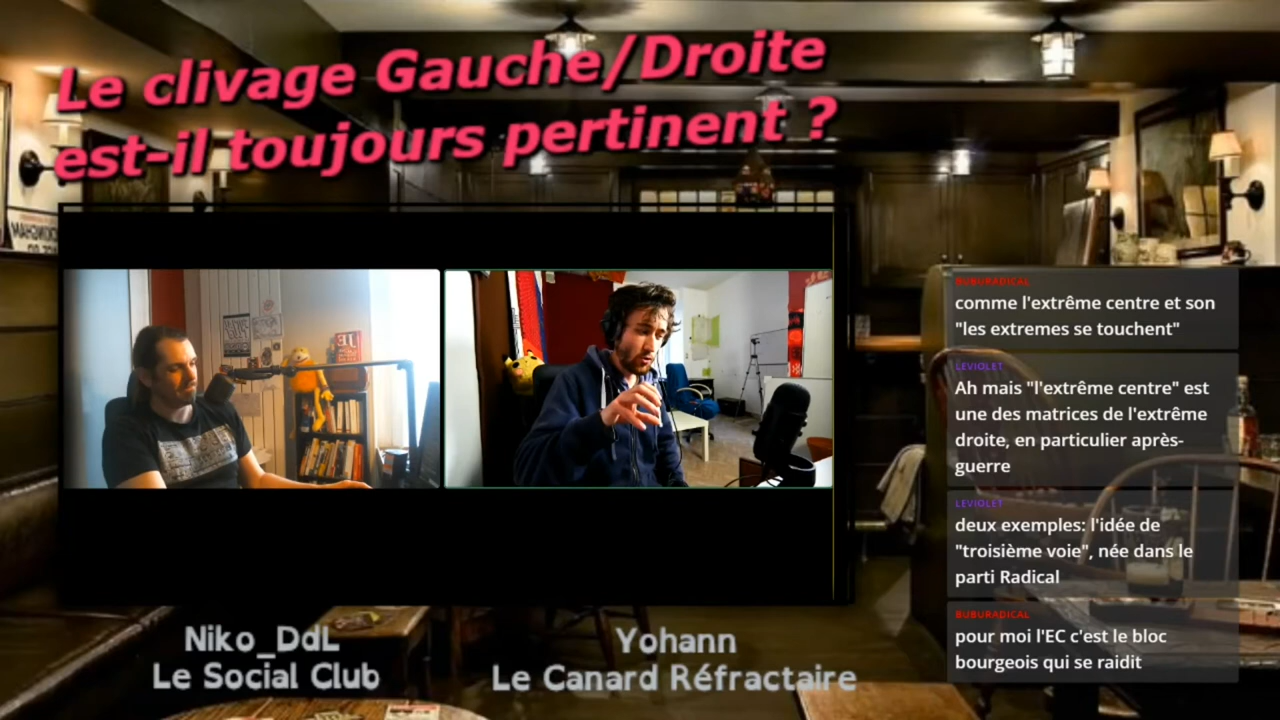 Le clivage Gauche/Droite
est-il toujours pertinent ?
BUBURADICAL
comme l'extrême centre et son
"les extremes se touchent"
LEVIOLET
Ah mais "l'extrême centre" est
une des matrices de l'extrême
droite, en particulier après-
guerre
LEVIOLET
deux exemples: l'idée de
"troisième voie", née dans le
parti Radical
BUBURADICAL
pour moi l'EC c'est le bloc
bourgeois qui se raidit
Niko_DdL
Le Social Club
Yohann
Le Canard Réfractaire